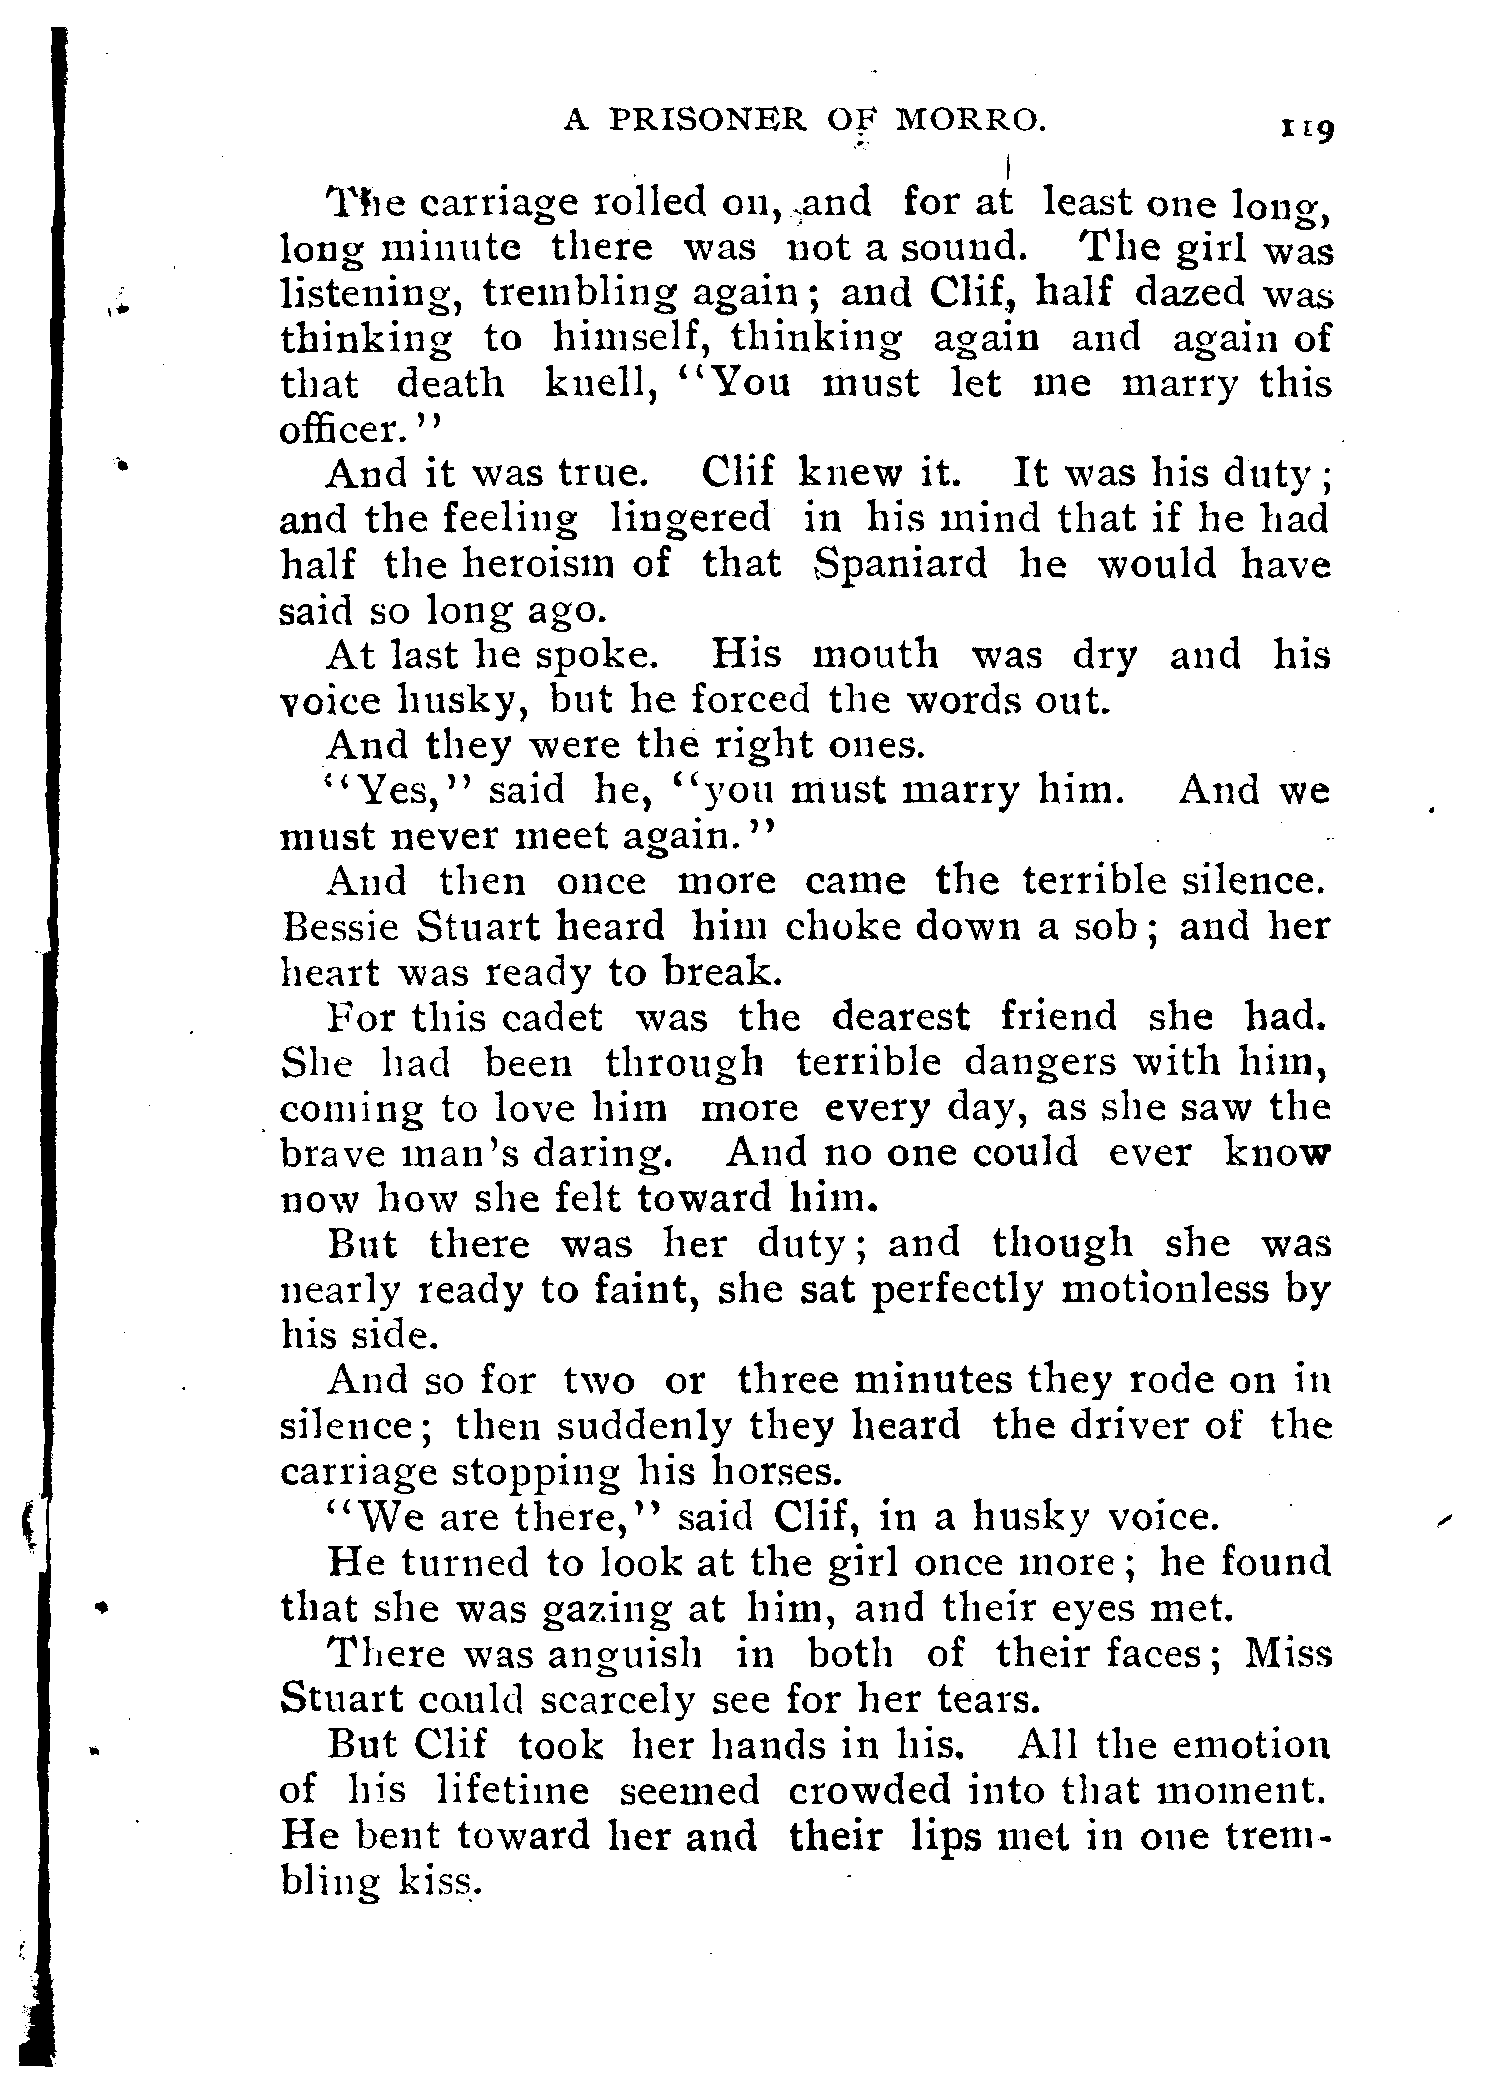 A PRISONER OF MORRO. 119
The carriage rolled on, and for at least one long,
long minute there was not a sound. The girl was
listening, trembling again; and Clif, half dazed was
thinking to himself, thinking again and again of
that death knell, "You must let me marry this
officer."
And it was true. Clif knew it. It was his duty;
and the feeling lingered in his mind that if he had
half the heroism of that Spaniard he would have
said so long ago.
At last he spoke. His mouth was dry and his
voice husky, but he forced the words out.
And they were the right ones.
"Yes," said he, "you must marry him. And we
must never meet again."
And then once more came the terrible silence.
Bessie Stuart heard him choke down a sob; and her
heart was ready to break.
For this cadet was the dearest friend she had.
She had been through terrible dangers with him,
coming to love him more every day, as she saw the
brave man's daring. And no one could ever know
now how she felt toward him.
But there was her duty; and though she was
nearly ready to faint, she sat perfectly motionless by
his side.
And so for two or three minutes they rode on in
silence; then suddenly they heard the driver of the
carriage stopping his horses.
"We are there," said Clif, in a husky voice.
He turned to look at the girl once more; he found
that she was gazing at him, and their eyes met.
There was anguish in both of their faces; Miss
Stuart could scarcely see for her tears.
But Clif took her hands in his. All the emotion
of his lifetime seemed crowded into that moment.
He bent toward her and their lips met in one trem-
bling kiss.